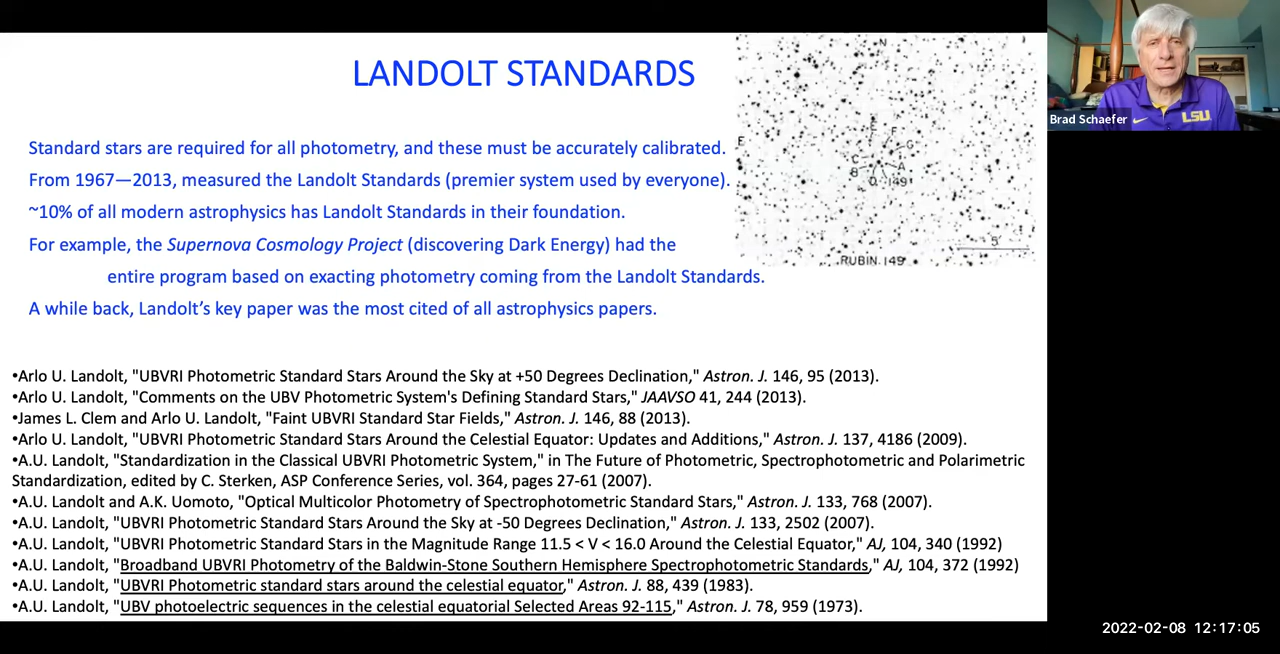 LANDOLT STANDARDS
Standard stars are required for all photometry, and these must be accurately calibrated.
From 1967—2013, measured the Landolt Standards (premier system used by everyone).
~10% of all modern astrophysics has Landolt Standards in their foundation.
For example, the Supernova Cosmology Project (discovering Dark Energy) had the
entire program based on exacting photometry coming from the Landolt Standards.
A while back, Landolt's key paper was the most cited of all astrophysics papers.
N
E
E
F
G
C
A
B
D
149
5'
RUBIN 149
Brad Schaefer
LSU
•Arlo U. Landolt, "UBVRI Photometric Standard Stars Around the Sky at +50 Degrees Declination," Astron. J. 146, 95 (2013).
•Arlo U. Landolt, "Comments on the UBV Photometric System's Defining Standard Stars," JAAVSO 41, 244 (2013).
•James L. Clem and Arlo U. Landolt, "Faint UBVRI Standard Star Fields," Astron. J. 146, 88 (2013).
•Arlo U. Landolt, "UBVRI Photometric Standard Stars Around the Celestial Equator: Updates and Additions," Astron. J. 137, 4186 (2009).
•A.U. Landolt, "Standardization in the Classical UBVRI Photometric System," in The Future of Photometric, Spectrophotometric and Polarimetric
Standardization, edited by C. Sterken, ASP Conference Series, vol. 364, pages 27-61 (2007).
•A.U. Landolt and A.K. Uomoto, "Optical Multicolor Photometry of Spectrophotometric Standard Stars," Astron. J. 133, 768 (2007).
•A.U. Landolt, "UBVRI Photometric Standard Stars Around the Sky at -50 Degrees Declination," Astron. J. 133, 2502 (2007).
•A.U. Landolt, "UBVRI Photometric Standard Stars in the Magnitude Range 11.5 < V < 16.0 Around the Celestial Equator," AJ, 104, 340 (1992)
•A.U. Landolt, "Broadband UBVRI Photometry of the Baldwin-Stone Southern Hemisphere Spectrophotometric Standards," AJ, 104, 372 (1992)
•A.U. Landolt, "UBVRI Photometric standard stars around the celestial equator," Astron. J. 88, 439 (1983).
•A.U. Landolt, "UBV photoelectric sequences in the celestial equatorial Selected Areas 92-115," Astron. J. 78, 959 (1973).
2022-02-08 12:17:05